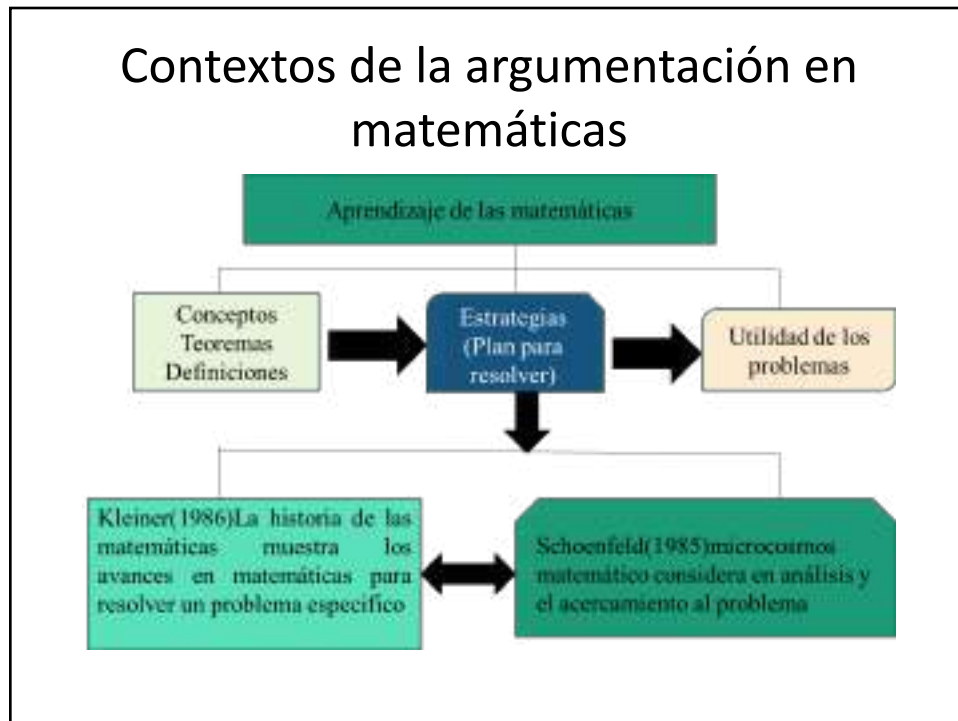 Contextos de la argumentación en
matemáticas
Aprendizaje de las matemáticas
Conceptos
Teoremas
Definiciones
Estrategias
(Plan para
resolver)
Utilidad de los
problemas
Kleiner(1986)La historia de las
matemáticas muestra los
avances en matemáticas para
resolver un problema especifico
Schoenfeld(1985)microcosmos
matemático considera en análisis y
el acercamiento al problema